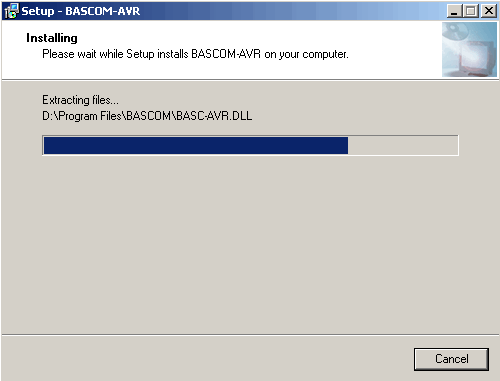 Setup - BASCOM-AVR
Installing
Please wait while Setup installs BASCOM-AVR on your computer.
Extracting files...
D:\Program Files\BASCOM\BASC-AVR.DLL
Cancel